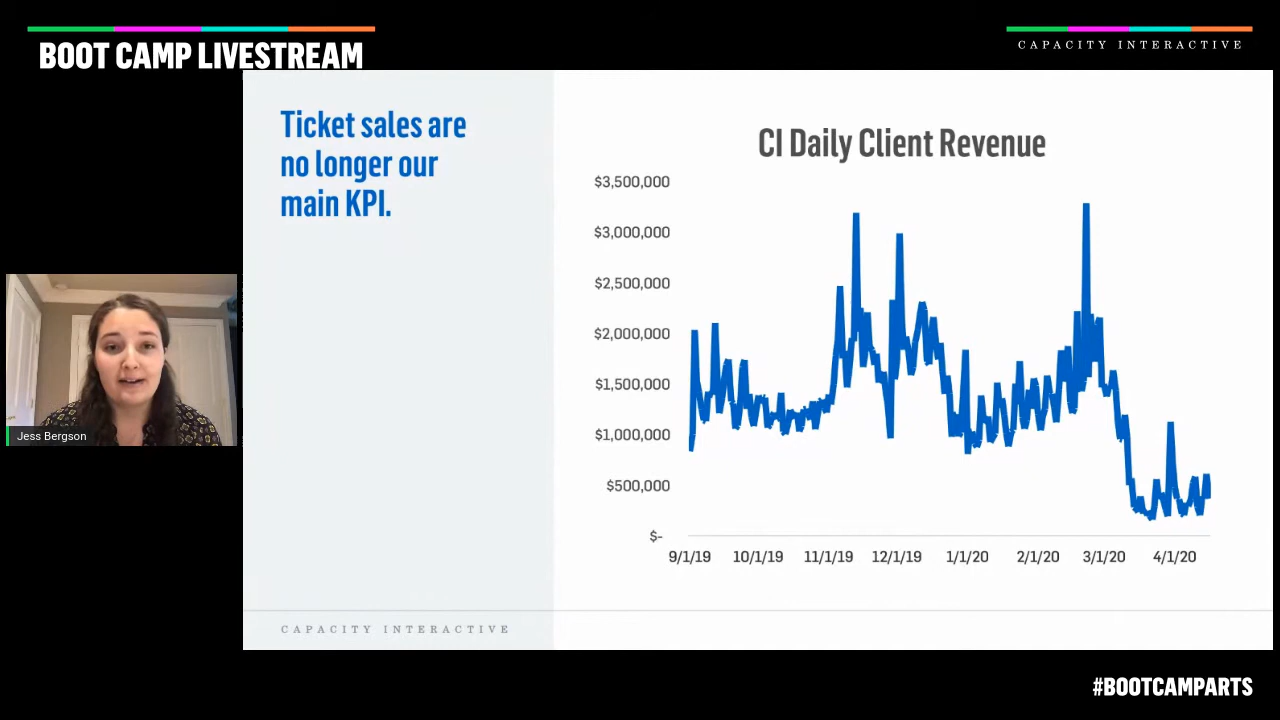 BOOT CAMP LIVESTREAM
CAPACITY INTERACTIVE
Ticket sales are
no longer our
main KPI.
CI Daily Client Revenue
$3,500,000
$3,000,000
$2,500,000
$2,000,000
$1,500,000
$1,000,000
$500,000
$-
9/1/19 10/1/19 11/1/19 12/1/19 1/1/20 2/1/20 3/1/20 4/1/20
Jess Bergson
CAPACITY INTERACTIVE
#BOOTCAMPARTS